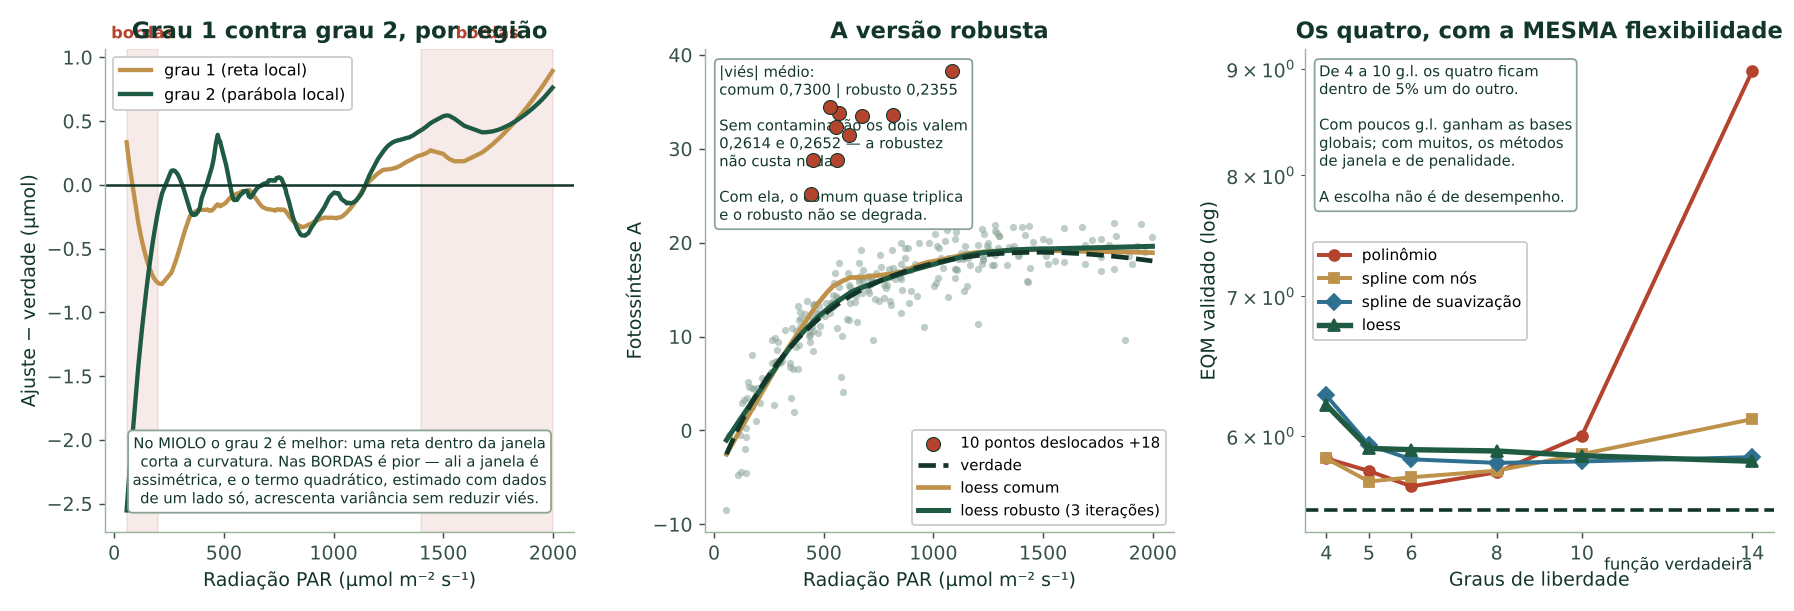 bordas
Grau 1 contra grau 2, por região
bordas
grau 1 (reta local)
grau 2 (parábola local)
Ajuste − verdade (µmol)
1.0
0.5
0.0
−0.5
−1.0
−1.5
−2.0
−2.5
No MIOLO o grau 2 é melhor: uma reta dentro da janela
corta a curvatura. Nas BORDAS é pior — ali a janela é
assimétrica, e o termo quadrático, estimado com dados
de um lado só, acrescenta variância sem reduzir viés.
0 500 1000 1500 2000
Radiação PAR (µmol m⁻² s⁻¹)
A versão robusta
Fotossíntese A
40
30
20
10
0
−10
|viés| médio:
comum 0,7300 | robusto 0,2355
Sem contaminação os dois valem
0,2614 e 0,2652 — a robustez
não custa nada.
Com ela, o comum quase triplica
e o robusto não se degrada.
10 pontos deslocados +18
verdade
loess comum
loess robusto (3 iterações)
0 500 1000 1500 2000
Radiação PAR (µmol m⁻² s⁻¹)
Os quatro, com a MESMA flexibilidade
EQM validado (log)
9 × 10⁰
8 × 10⁰
7 × 10⁰
6 × 10⁰
De 4 a 10 g.l. os quatro ficam
dentro de 5% um do outro.
Com poucos g.l. ganham as bases
globais; com muitos, os métodos
de janela e de penalidade.
A escolha não é de desempenho.
polinômio
spline com nós
spline de suavização
loess
4 5 6 8 10 14
função verdadeira
Graus de liberdade